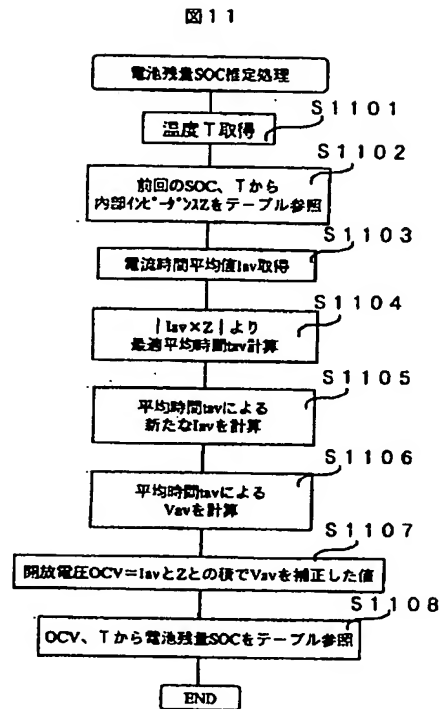 図11
電池残量SOC推定処理
S1101
温度T取得
S1102
前回のSOC、Tから
内部インピーダンスZをテーブル参照
S1103
電流時間平均値Iav取得
S1104
|Iav×Z|より
最適平均時間tav計算
S1105
平均時間tavによる
新たなIavを計算
S1106
平均時間tavによる
Vavを計算
S1107
開放電圧OCV=IavとZとの積でVavを補正した値
S1108
OCV、Tから電池残量SOCをテーブル参照
END